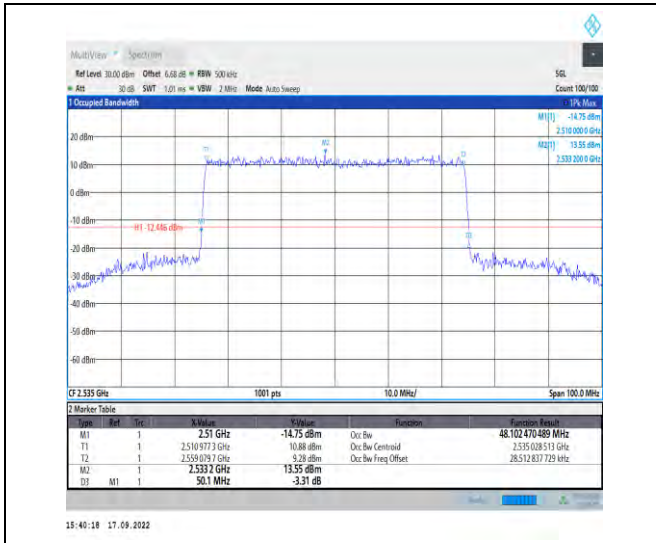 MultiView Spectrum
Ref Level 30.00 dBm Offset 6.68 dB RBW 500 kHz SGL
Att 30 dB SWT 1.01 ms VBW 2 MHz Mode Auto Sweep Count 100/100
1 Occupied Bandwidth 1Pk Max
M1[1] -14.75 dBm
2.510 000 0 GHz
M2[1] 13.55 dBm
2.533 200 0 GHz
20 dBm
10 dBm
0 dBm
-10 dBm
H1 -12.446 dBm
-20 dBm
-30 dBm
-40 dBm
-50 dBm
-60 dBm
M2
M1
CF 2.535 GHz 1001 pts 10.0 MHz/ Span 100.0 MHz
2 Marker Table
Type Ref Trc X-Value Y-Value Function Function Result
M1 1 2.51 GHz -14.75 dBm Occ Bw 48.102 470 489 MHz
T1 1 2.510 977 3 GHz 10.88 dBm Occ Bw Centroid 2.535 028 513 GHz
T2 1 2.559 079 7 GHz 9.28 dBm Occ Bw Freq Offset 28.512 837 729 kHz
M2 1 2.533 2 GHz 13.55 dBm
D3 M1 1 50.1 MHz -3.31 dB
15:40:18 17.09.2022